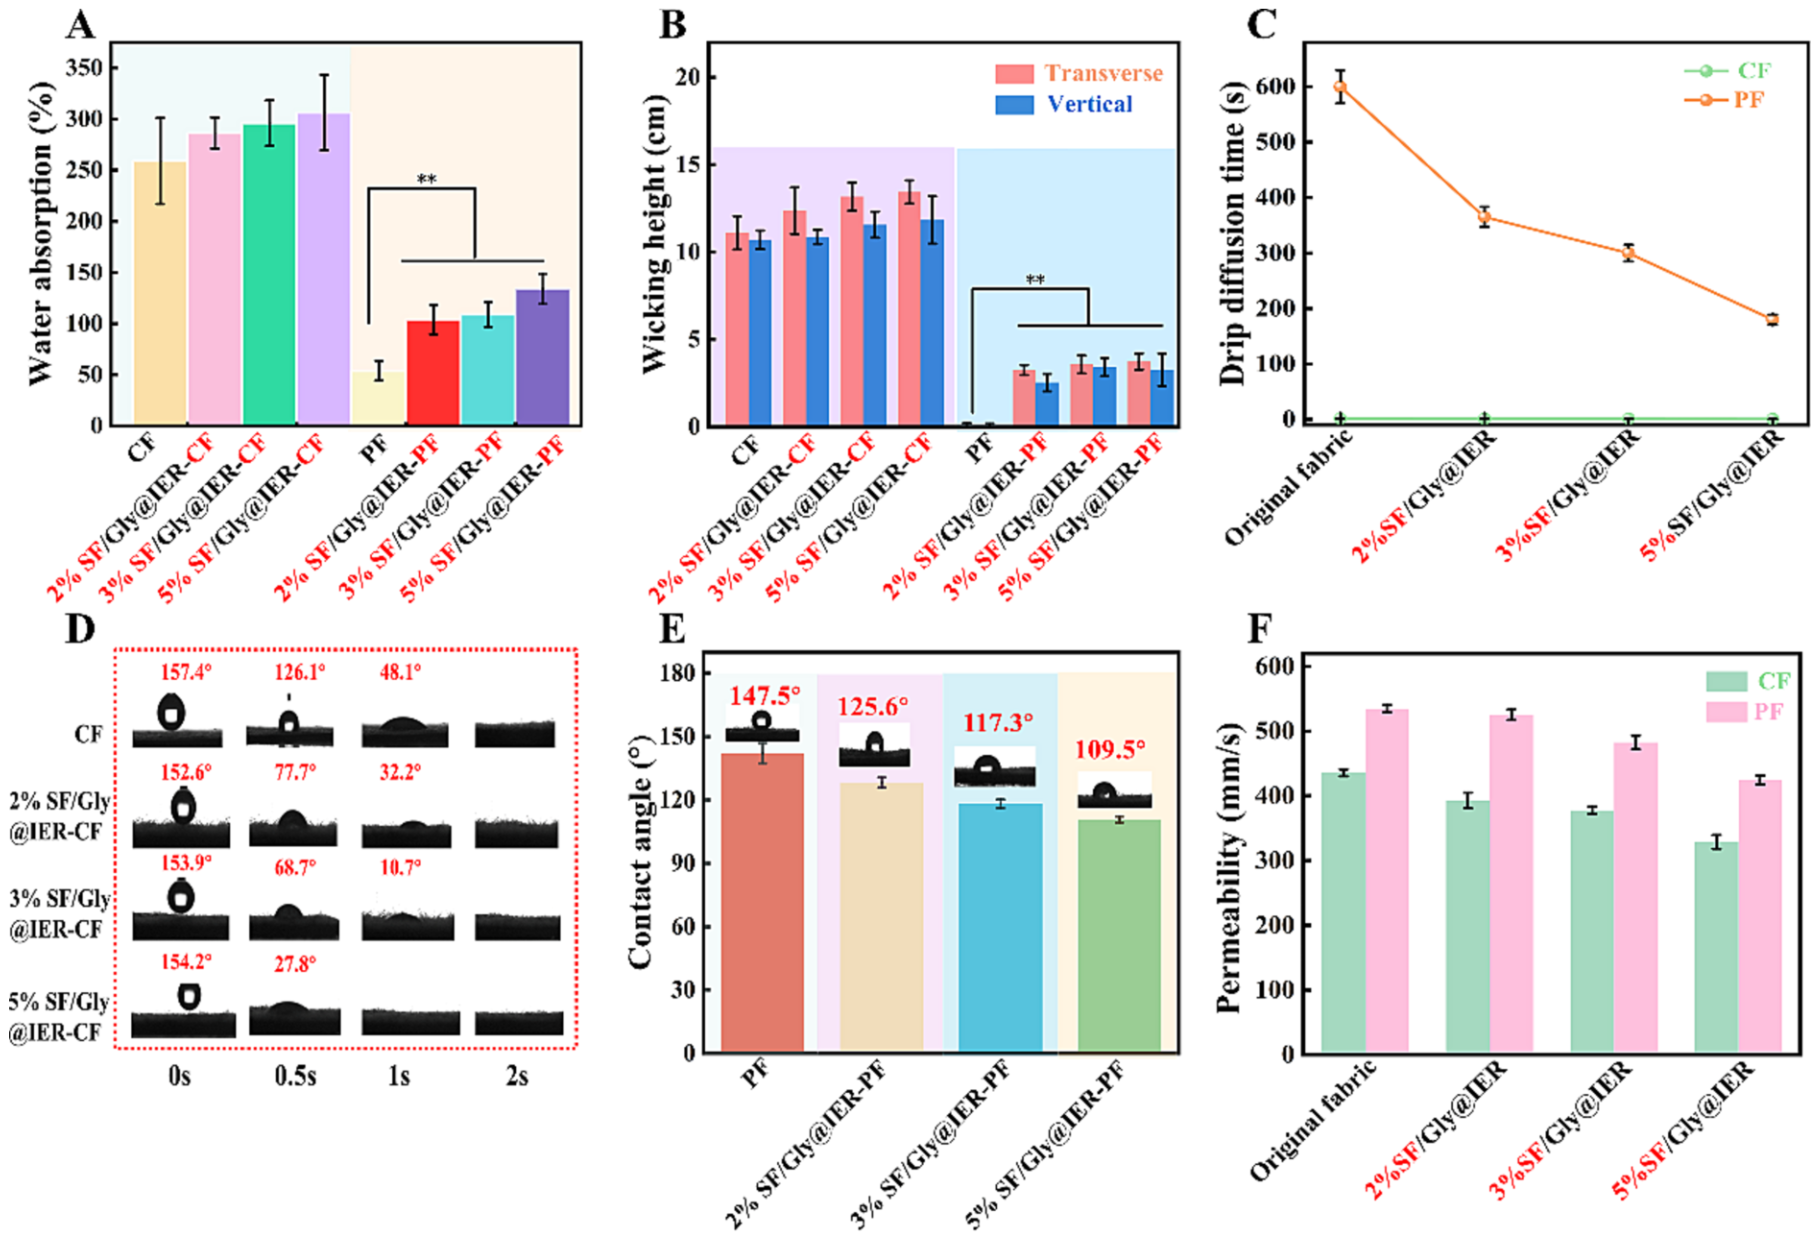 A
Water absorption (%)
350
300
250
200
150
100
50
0
**
CF
2% SF/Gly@IER-CF
3% SF/Gly@IER-CF
5% SF/Gly@IER-CF
PF
2% SF/Gly@IER-PF
3% SF/Gly@IER-PF
5% SF/Gly@IER-PF
B
Wicking height (cm)
20
15
10
5
0
Transverse
Vertical
**
CF
2% SF/Gly@IER-CF
3% SF/Gly@IER-CF
5% SF/Gly@IER-CF
PF
2% SF/Gly@IER-PF
3% SF/Gly@IER-PF
5% SF/Gly@IER-PF
C
Drip diffusion time (s)
600
500
400
300
200
100
0
CF
PF
Original fabric
2%SF/Gly@IER
3%SF/Gly@IER
5%SF/Gly@IER
D
157.4° 126.1° 48.1°
CF
152.6° 77.7° 32.2°
2% SF/Gly
@IER-CF
153.9° 68.7° 10.7°
3% SF/Gly
@IER-CF
154.2° 27.8°
5% SF/Gly
@IER-CF
0s 0.5s 1s 2s
E
Contact angle (°)
180
150
120
90
60
30
0
147.5°
125.6°
117.3°
109.5°
PF
2% SF/Gly@IER-PF
3% SF/Gly@IER-PF
5% SF/Gly@IER-PF
F
Permeability (mm/s)
600
500
400
300
200
100
0
CF
PF
Original fabric
2%SF/Gly@IER
3%SF/Gly@IER
5%SF/Gly@IER